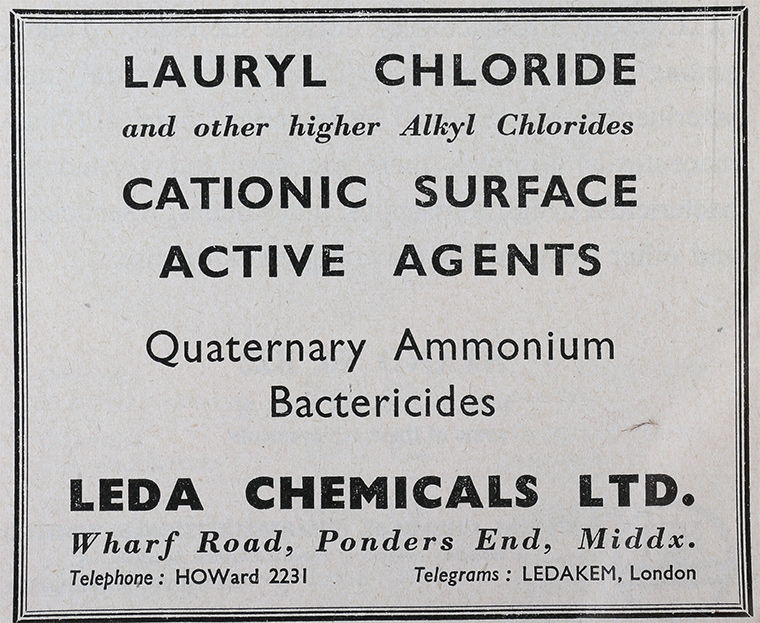 LAURYL CHLORIDE
and other higher Alkyl Chlorides
CATIONIC SURFACE
ACTIVE AGENTS
Quaternary Ammonium
Bactericides
LEDA CHEMICALS LTD.
Wharf Road, Ponders End, Middx.
Telephone : HOWard 2231 Telegrams : LEDAKEM, London